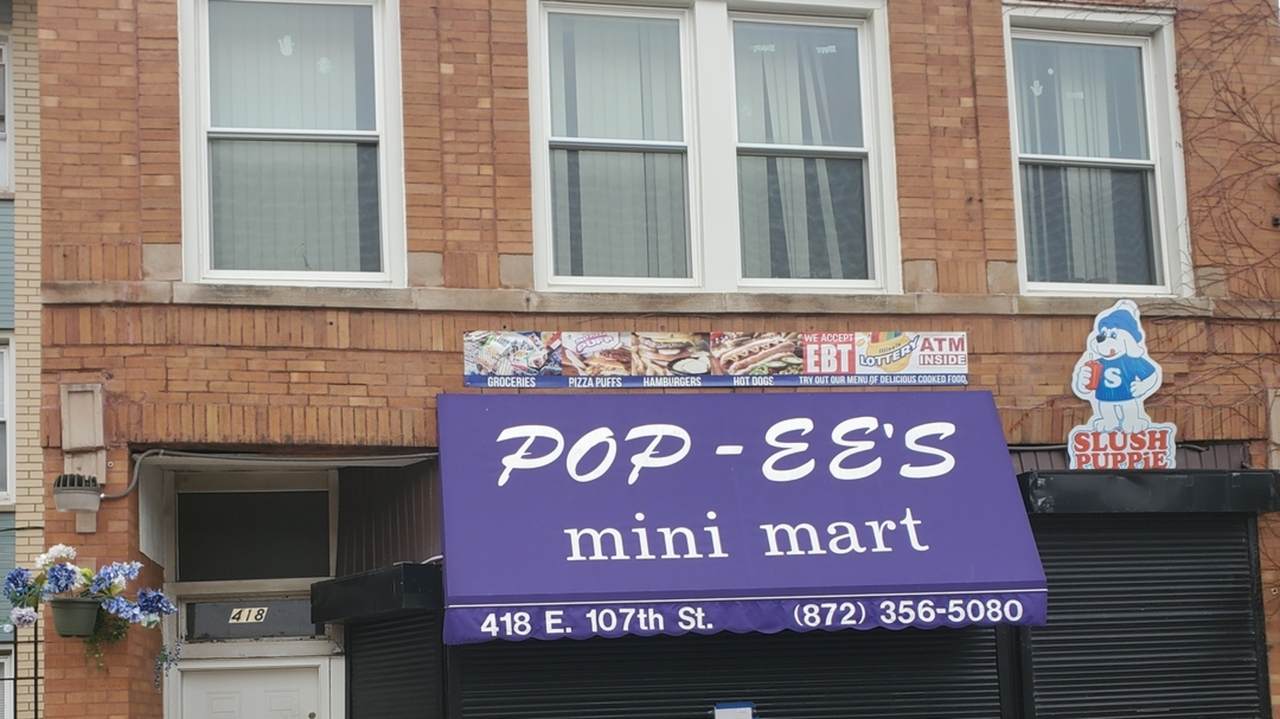 WE ACCEPT
EBT
LOTTERY
ATM
INSIDE
GROCERIES
PIZZA PUFFS
HAMBURGERS
HOT DOGS
TRY OUT OUR MENU OF DELICIOUS COOKED FOOD
POP-EE'S
mini mart
418 E. 107th St. (872) 356-5080
S
SLUSH
PUPPiE
418